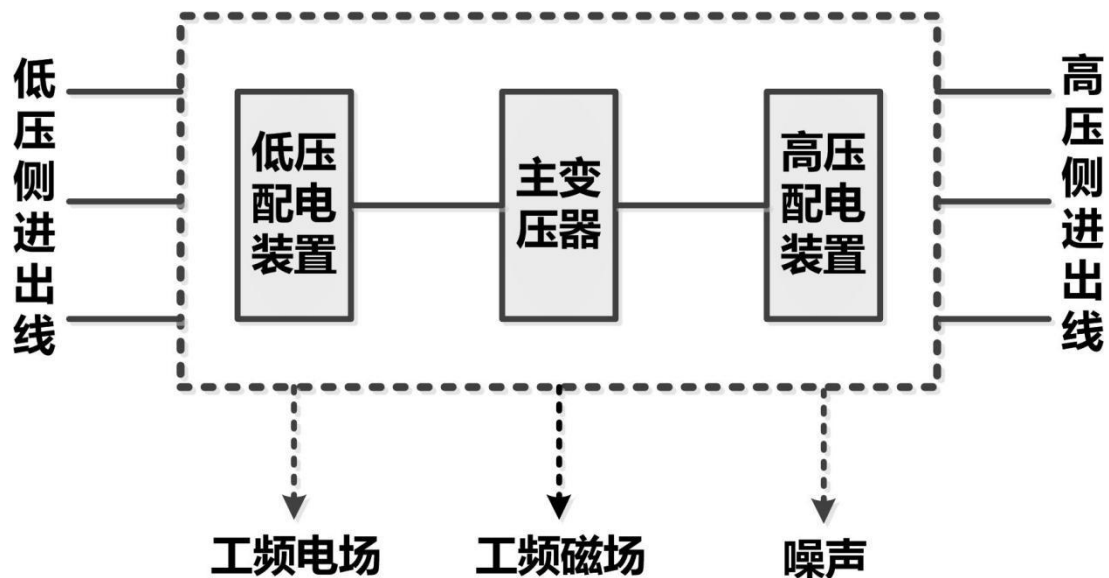 低压侧进出线
低压
配电
装置
主变
压器
高压
配电
装置
高压侧进出线
工频电场
工频磁场
噪声